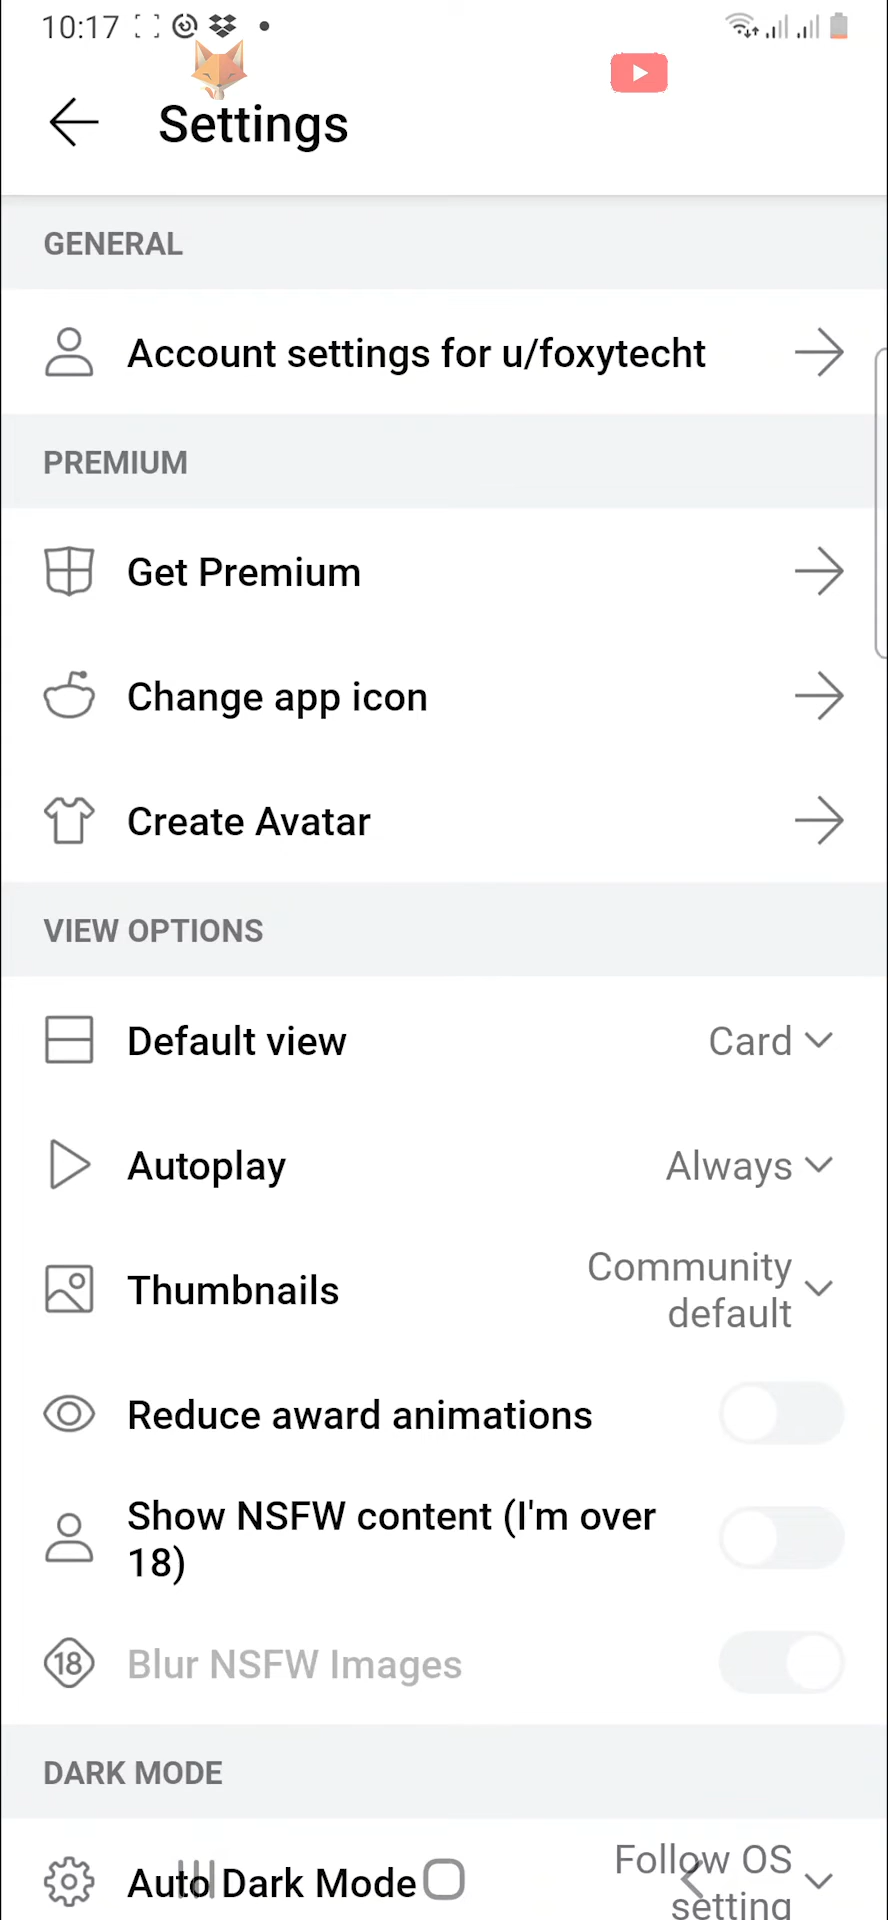 10:17
Settings
GENERAL
Account settings for u/foxytecht
PREMIUM
Get Premium
Change app icon
Create Avatar
VIEW OPTIONS
Default view
Card
Autoplay
Always
Thumbnails
Community
default
Reduce award animations
Show NSFW content (I'm over
18)
18
Blur NSFW Images
DARK MODE
Auto Dark Mode
Follow OS
setting